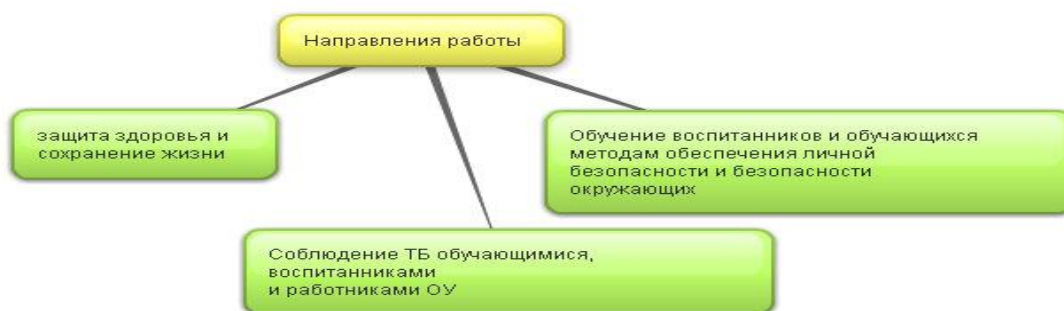 Направления работы
защита здоровья и
сохранение жизни
Обучение воспитанников и обучающихся
методам обеспечения личной
безопасности и безопасности
окружающих
Соблюдение ТБ обучающимися,
воспитанниками
и работниками ОУ